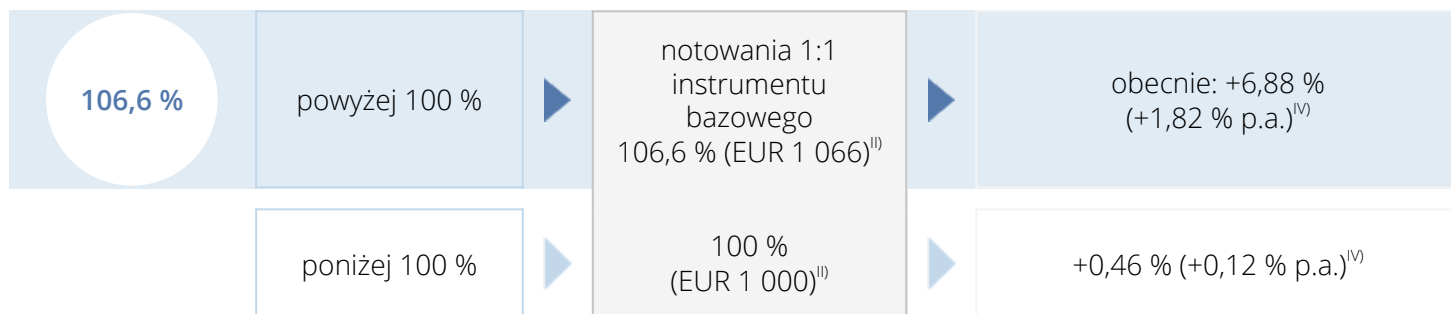 106,6 %
powyżej 100 %
notowania 1:1
instrumentu
bazowego
106,6 % (EUR 1 066)II)
obecnie: +6,88 %
(+1,82 % p.a.)IV)
poniżej 100 %
100 %
(EUR 1 000)II)
+0,46 % (+0,12 % p.a.)IV)